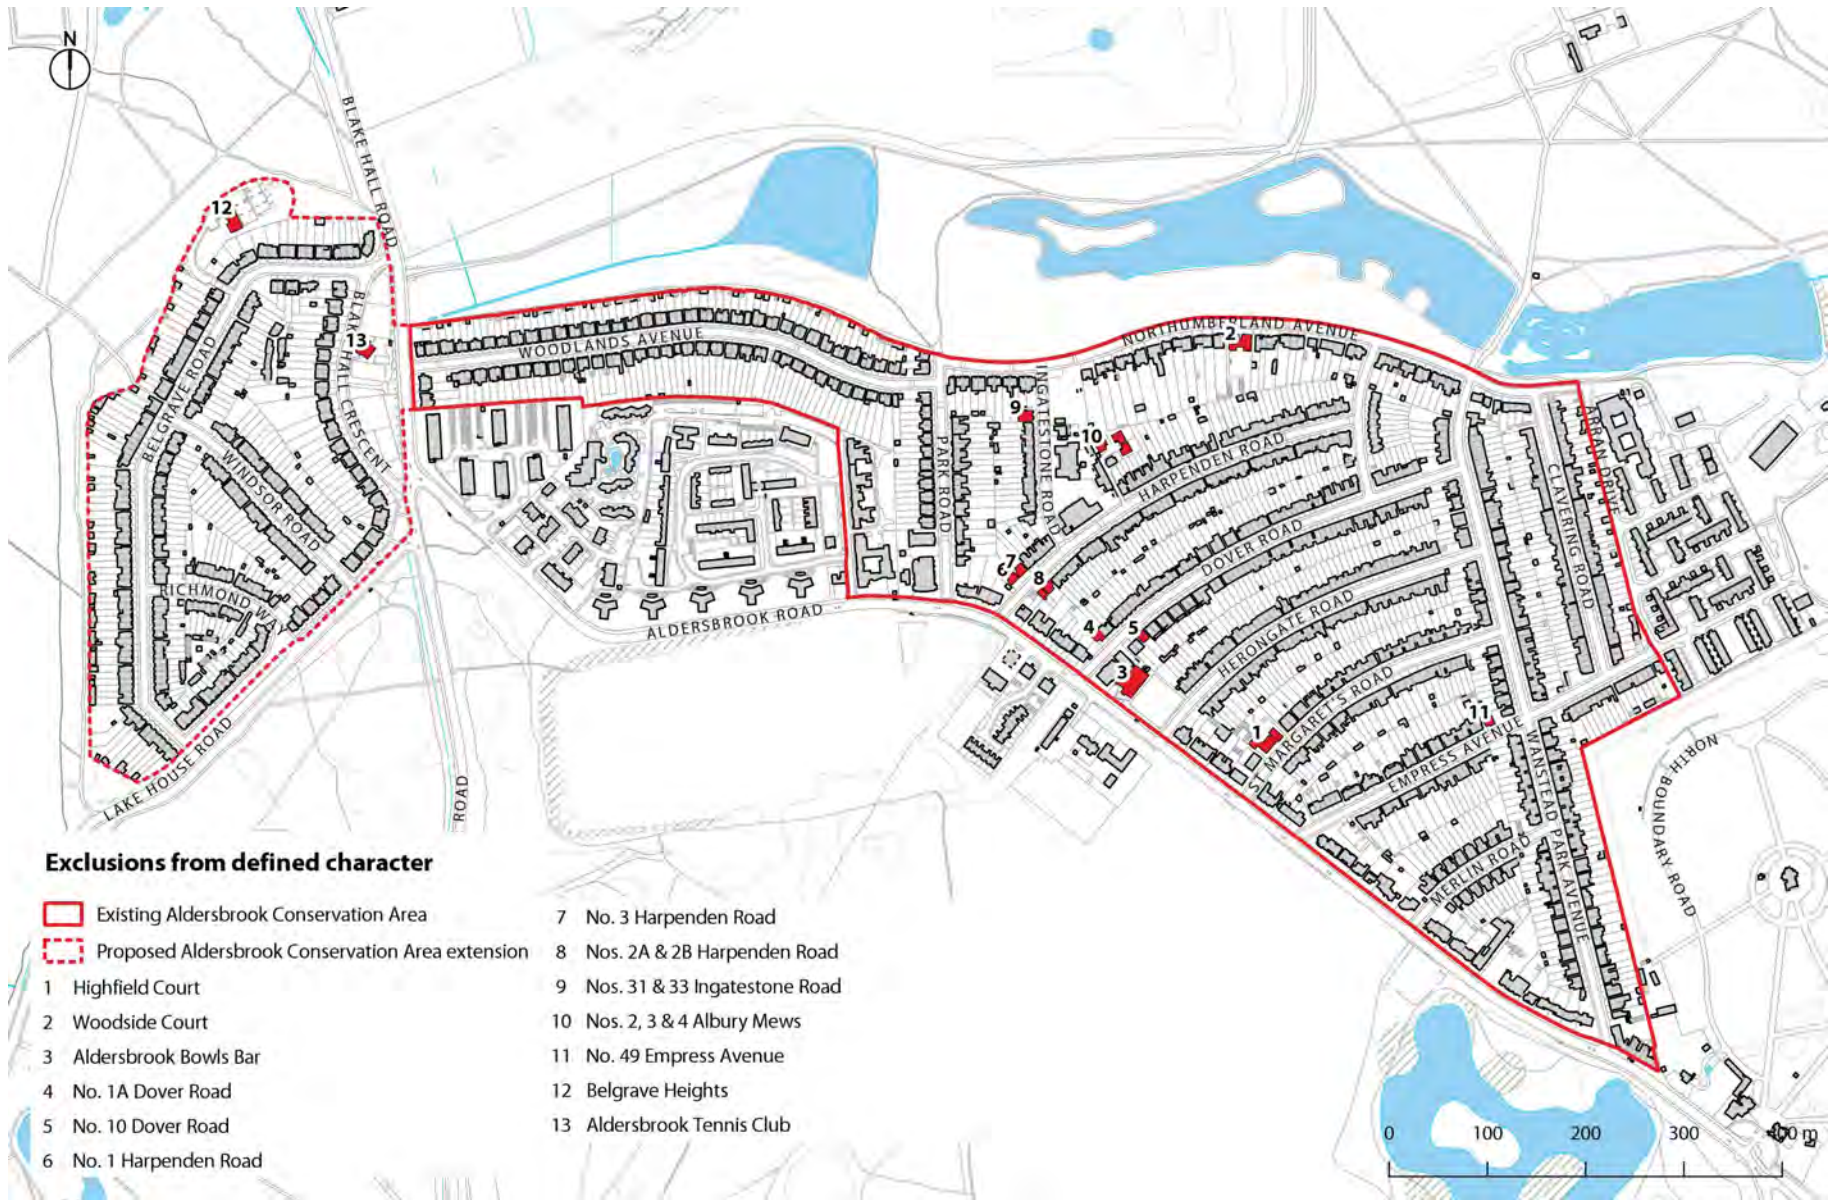 N
BLAKE HALL ROAD
12
13
BLAKE HALL CRESCENT
BELGRAVE ROAD
WINDSOR ROAD
RICHMOND WAY
LAKE HOUSE ROAD
ROAD
WOODLANDS AVENUE
NORTHUMBERLAND AVENUE
2
INGATESTONE ROAD
9
10
PARK ROAD
HARPENDEN ROAD
CLAVERING ROAD
DOVER ROAD
7
6
8
4
5
3
HERONGATE ROAD
ST MARGARET'S ROAD
1
11
EMPRESS AVENUE
WANSTEAD PARK AVENUE
MERLIN ROAD
ALDERSBROOK ROAD
NORTH BOUNDARY ROAD
Exclusions from defined character
Existing Aldersbrook Conservation Area
Proposed Aldersbrook Conservation Area extension
1 Highfield Court
2 Woodside Court
3 Aldersbrook Bowls Bar
4 No. 1A Dover Road
5 No. 10 Dover Road
6 No. 1 Harpenden Road
7 No. 3 Harpenden Road
8 Nos. 2A & 2B Harpenden Road
9 Nos. 31 & 33 Ingatestone Road
10 Nos. 2, 3 & 4 Albury Mews
11 No. 49 Empress Avenue
12 Belgrave Heights
13 Aldersbrook Tennis Club
0 100 200 300 400 m